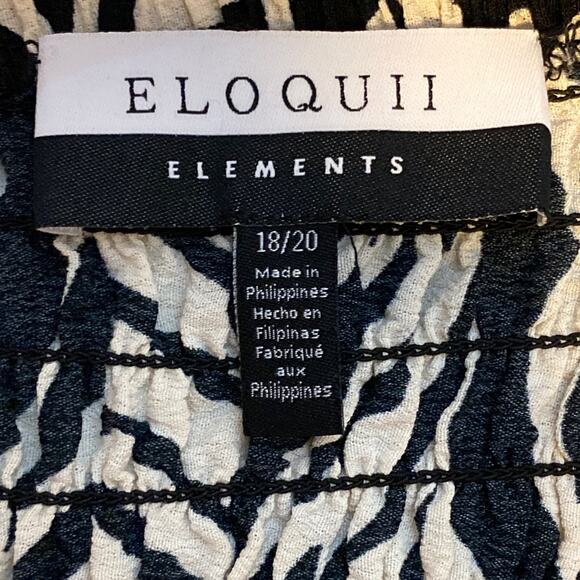 ELOQUII
ELEMENTS
18/20
Made in
Philippines
Hecho en
Filipinas
Fabriqué
aux
Philippines